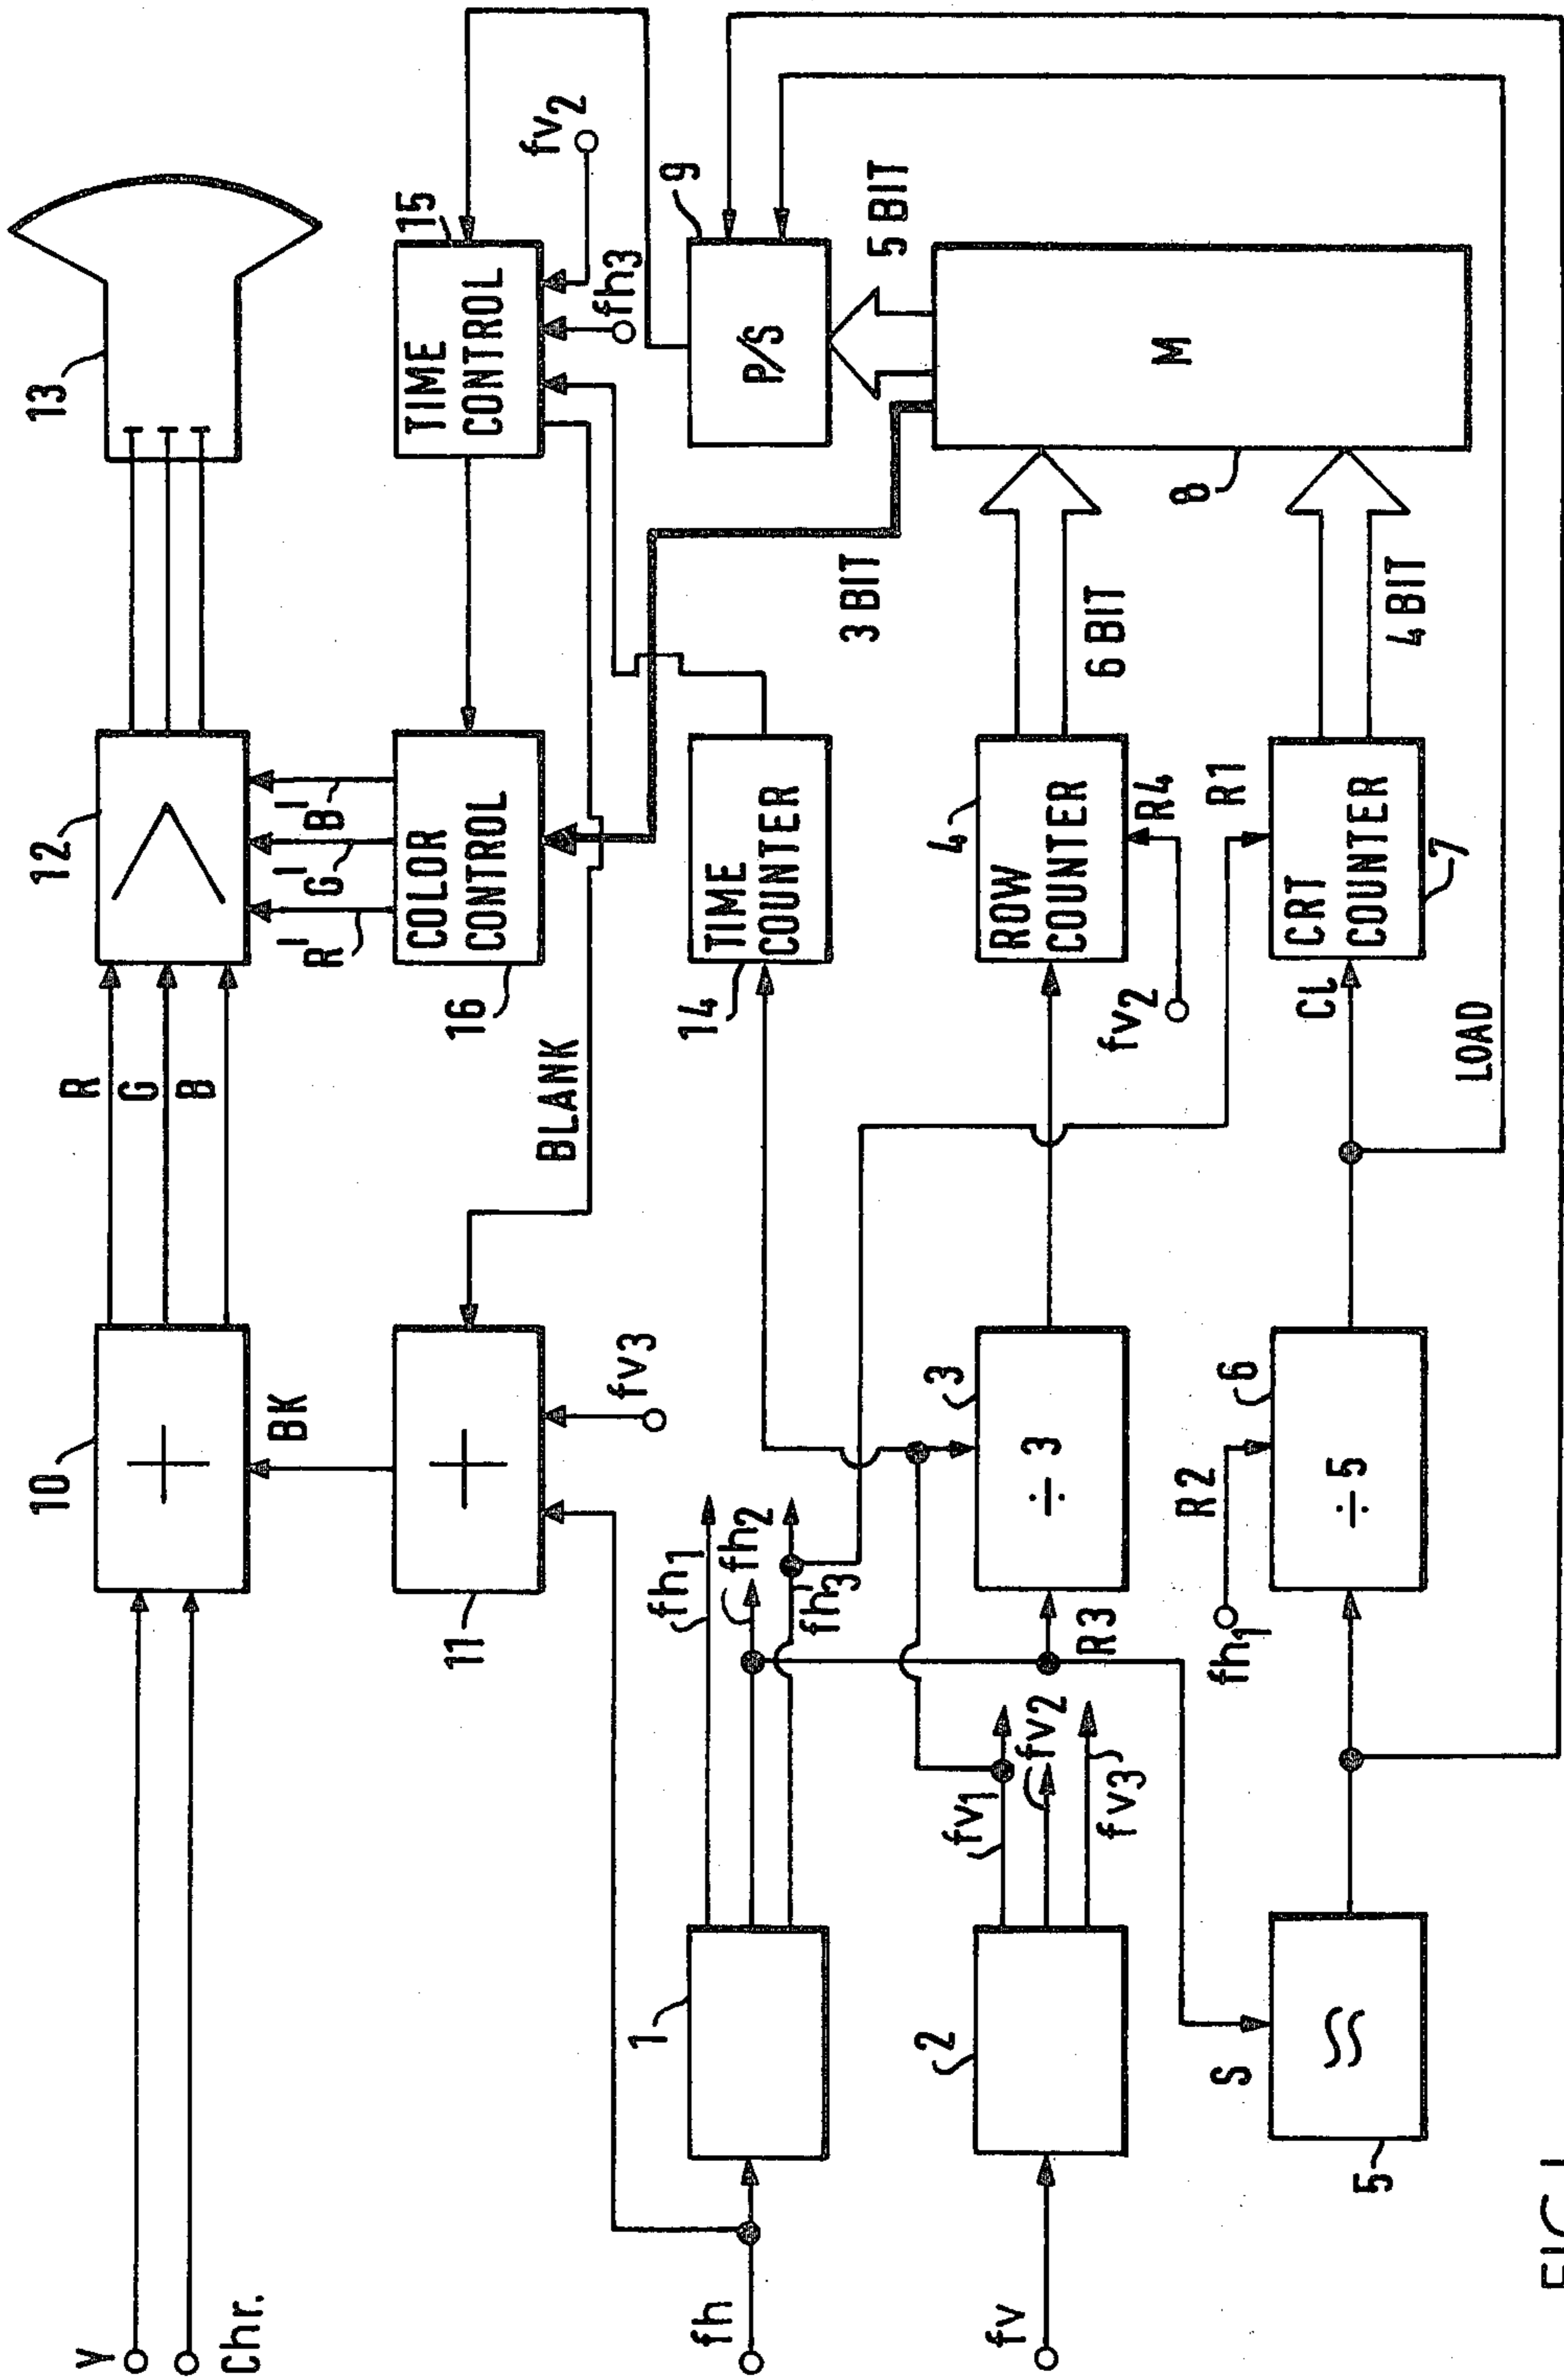 Y
Chr.
10
+
R
G
B
12
13
BK
11
+
fv3
BLANK
R'
G'
B'
COLOR
CONTROL
16
TIME
CONTROL
15
fh3
fv2
fh
1
fh1
fh2
fh'3
14
TIME
COUNTER
3 BIT
P/S
9
5 BIT
fv
2
fv1
fv2
fv3
R3
÷ 3
3
fv2
R4
ROW
COUNTER
4
6 BIT
M
8
S
5
fh1
R2
÷ 5
6
CL
R1
CRT
COUNTER
7
4 BIT
LOAD